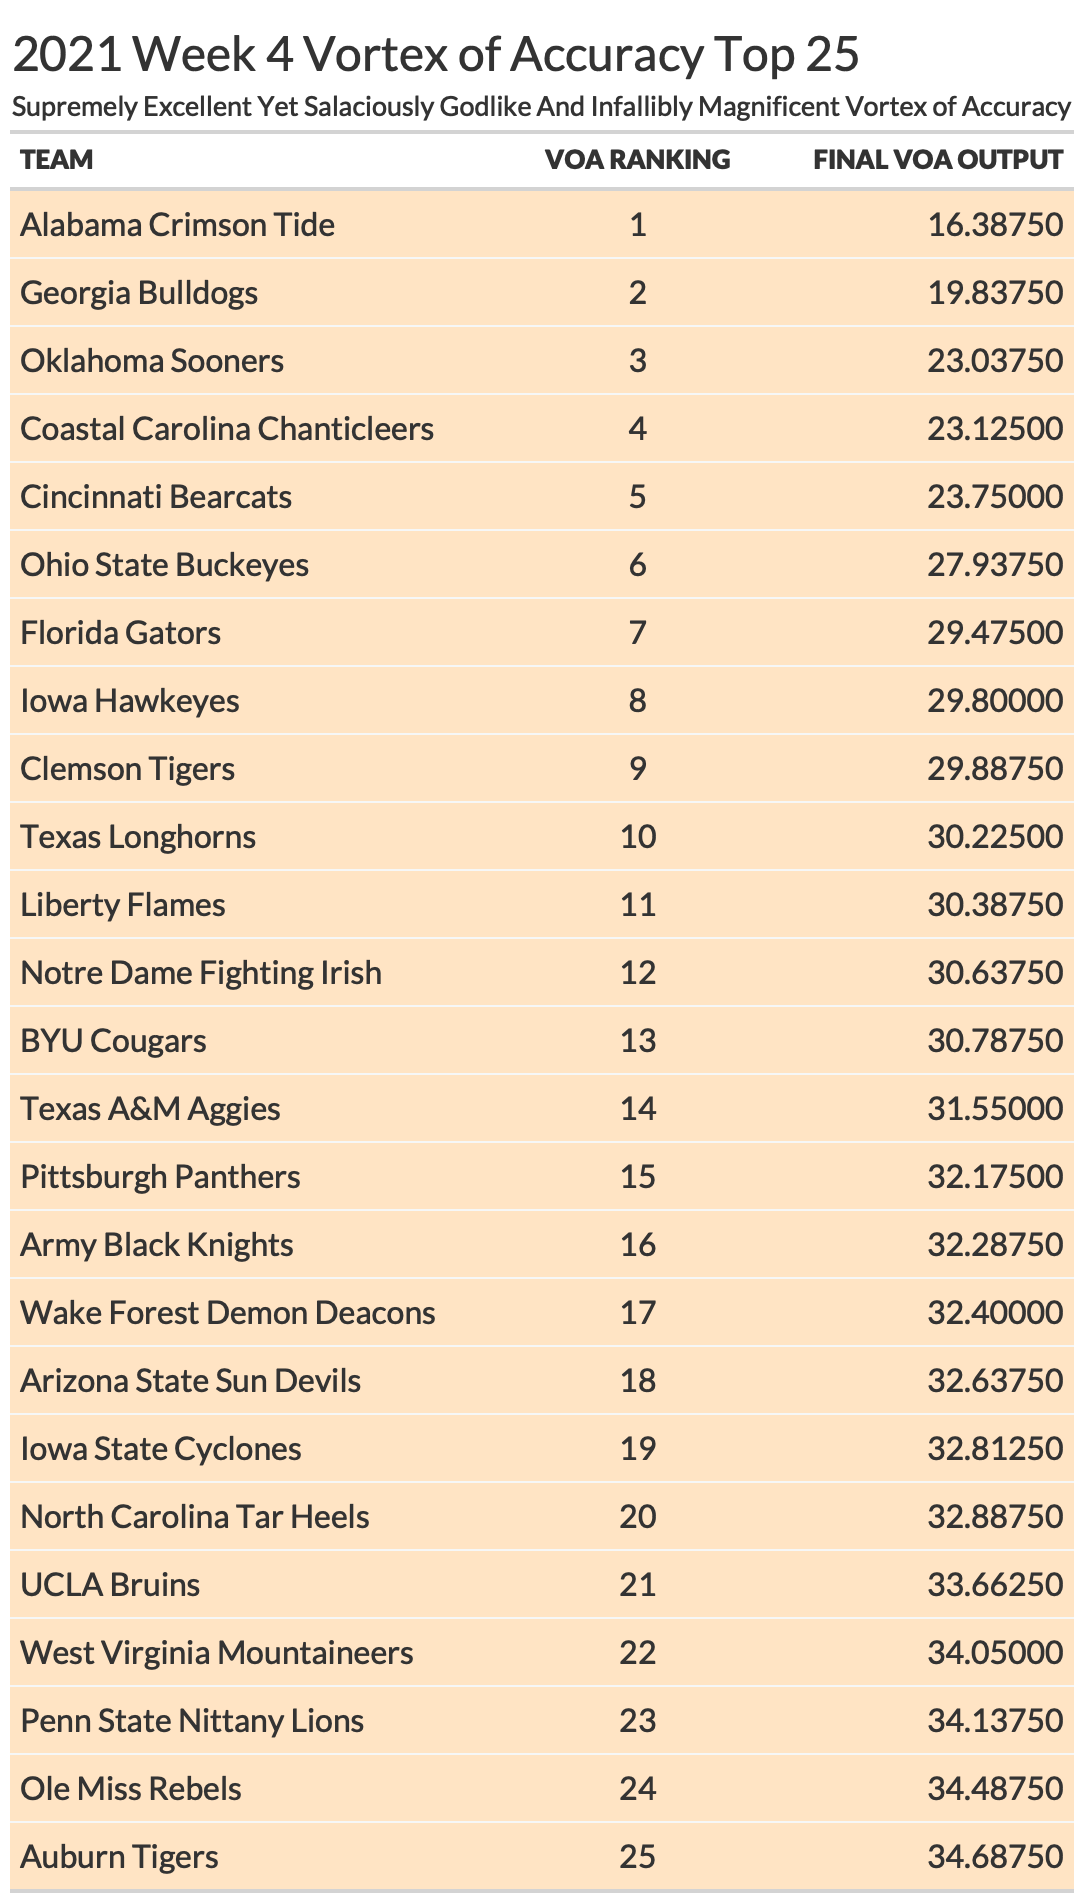 2021 Week 4 Vortex of Accuracy Top 25
Supremely Excellent Yet Salaciously Godlike And Infallibly Magnificent Vortex of Accuracy
TEAM VOA RANKING FINAL VOA OUTPUT
Alabama Crimson Tide 1 16.38750
Georgia Bulldogs 2 19.83750
Oklahoma Sooners 3 23.03750
Coastal Carolina Chanticleers 4 23.12500
Cincinnati Bearcats 5 23.75000
Ohio State Buckeyes 6 27.93750
Florida Gators 7 29.47500
Iowa Hawkeyes 8 29.80000
Clemson Tigers 9 29.88750
Texas Longhorns 10 30.22500
Liberty Flames 11 30.38750
Notre Dame Fighting Irish 12 30.63750
BYU Cougars 13 30.78750
Texas A&M Aggies 14 31.55000
Pittsburgh Panthers 15 32.17500
Army Black Knights 16 32.28750
Wake Forest Demon Deacons 17 32.40000
Arizona State Sun Devils 18 32.63750
Iowa State Cyclones 19 32.81250
North Carolina Tar Heels 20 32.88750
UCLA Bruins 21 33.66250
West Virginia Mountaineers 22 34.05000
Penn State Nittany Lions 23 34.13750
Ole Miss Rebels 24 34.48750
Auburn Tigers 25 34.68750